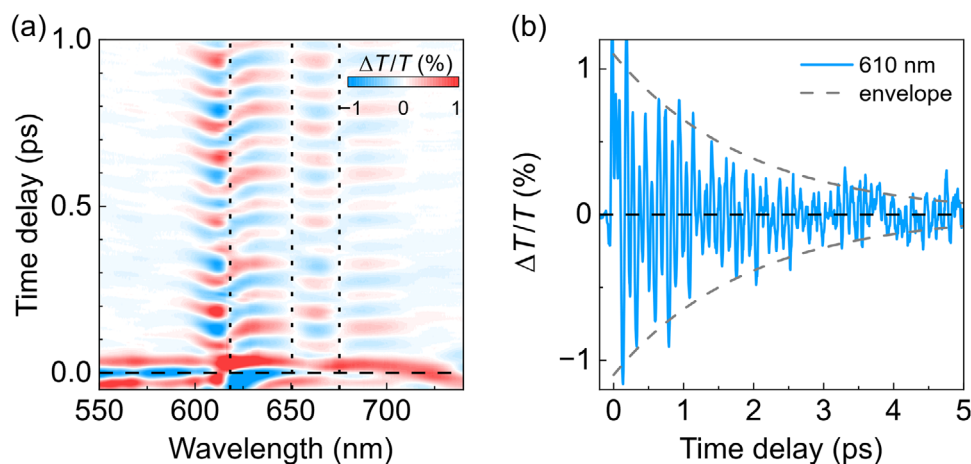 (a)
1.0
0.5
0.0
Time delay (ps)
ΔT/T (%)
−1 0 1
550 600 650 700
Wavelength (nm)
(b)
1
0
−1
ΔT/T (%)
610 nm
envelope
0 1 2 3 4 5
Time delay (ps)